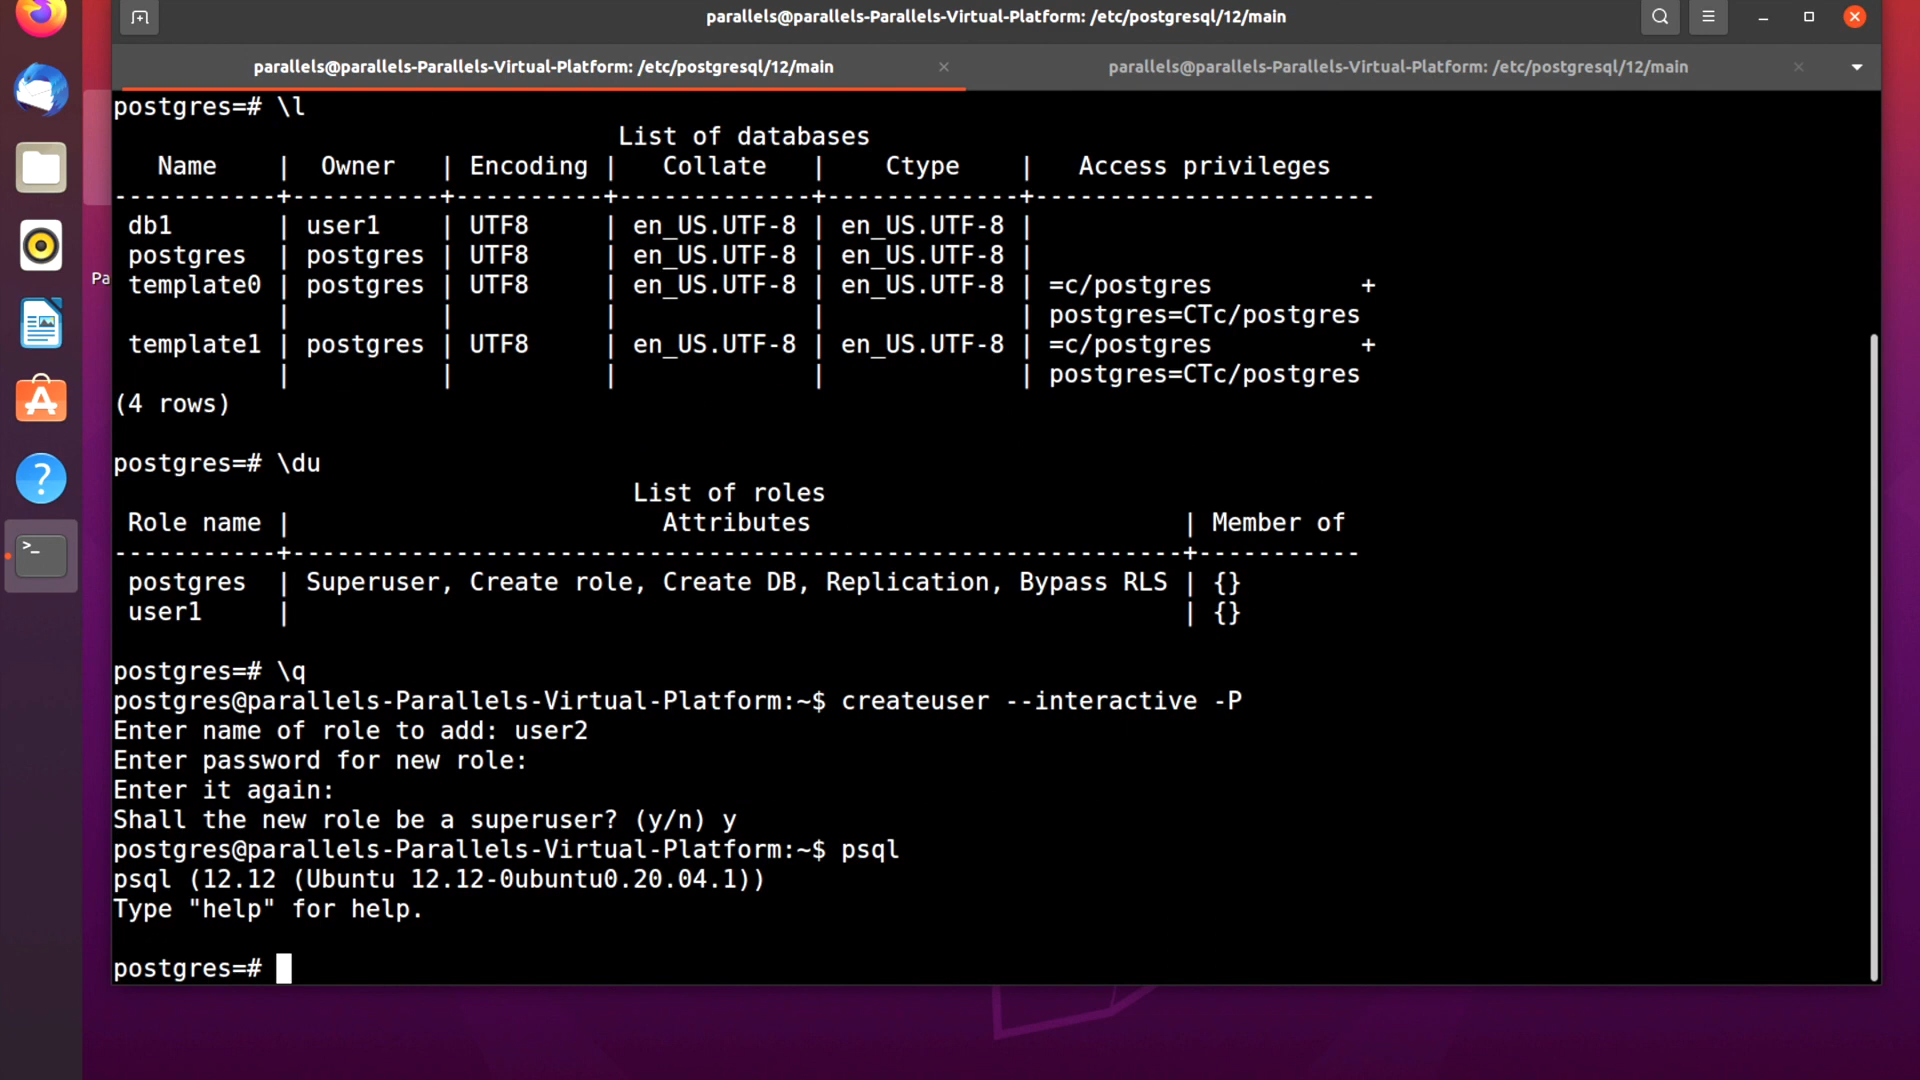 parallels@parallels-Parallels-Virtual-Platform: /etc/postgresql/12/main
parallels@parallels-Parallels-Virtual-Platform: /etc/postgresql/12/main
parallels@parallels-Parallels-Virtual-Platform: /etc/postgresql/12/main
Pa
postgres=# \l
                                  List of databases
   Name    |  Owner   | Encoding |   Collate   |    Ctype    |   Access privileges
-----------+----------+----------+-------------+-------------+-----------------------
 db1       | user1    | UTF8     | en_US.UTF-8 | en_US.UTF-8 |
 postgres  | postgres | UTF8     | en_US.UTF-8 | en_US.UTF-8 |
 template0 | postgres | UTF8     | en_US.UTF-8 | en_US.UTF-8 | =c/postgres          +
           |          |          |             |             | postgres=CTc/postgres
 template1 | postgres | UTF8     | en_US.UTF-8 | en_US.UTF-8 | =c/postgres          +
           |          |          |             |             | postgres=CTc/postgres
(4 rows)
postgres=# \du
                                   List of roles
 Role name |                         Attributes                         | Member of
-----------+------------------------------------------------------------+-----------
 postgres  | Superuser, Create role, Create DB, Replication, Bypass RLS | {}
 user1     |                                                            | {}
postgres=# \q
postgres@parallels-Parallels-Virtual-Platform:~$ createuser --interactive -P
Enter name of role to add: user2
Enter password for new role:
Enter it again:
Shall the new role be a superuser? (y/n) y
postgres@parallels-Parallels-Virtual-Platform:~$ psql
psql (12.12 (Ubuntu 12.12-0ubuntu0.20.04.1))
Type "help" for help.
postgres=#